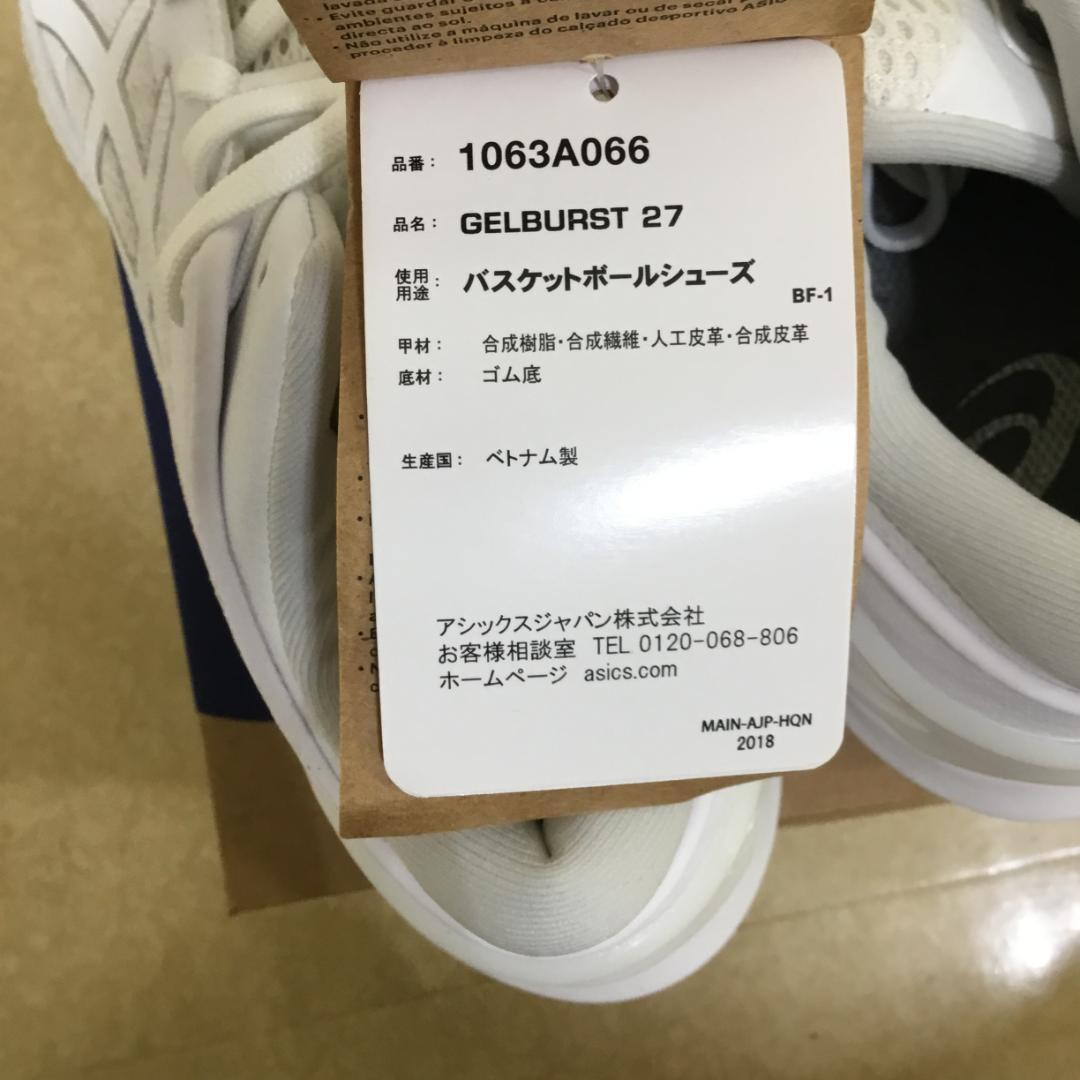 lavada
• Evite guardar
ambientes sujeitos a
directa ao sol.
• Não utilize a máquina de lavar ou de secar
proceder à limpeza do calçado desportivo ASIC
品番： 1063A066
品名： GELBURST 27
使用用途： バスケットボールシューズ
BF-1
甲材： 合成樹脂・合成繊維・人工皮革・合成皮革
底材： ゴム底
生産国： ベトナム製
アシックスジャパン株式会社
お客様相談室 TEL 0120-068-806
ホームページ asics.com
MAIN-AJP-HQN
2018